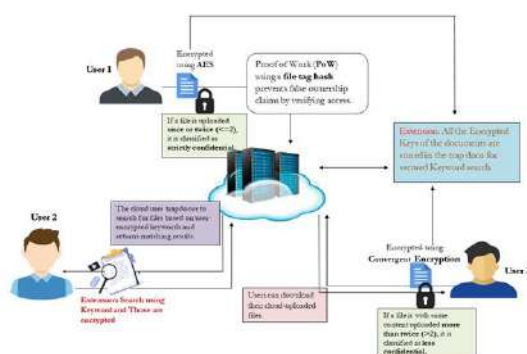 Encrypted
using AES
User 1
Proof of Work (PoW)
using a file tag hash
prevents false ownership
claims by verifying access.
If a file is uploaded
once or twice (<=2),
it is classified as
strictly confidential.
Extension: All the Encrypted
Keys of the documents are
stored in the trap door for
secured Keyword search.
User 2
The cloud uses trapdoors to
search for files based on user-
encrypted keywords and
returns matching results.
Extension: Search using
Keyword and Those are
encrypted
Encrypted using
Convergent Encryption
User
Users can download
their cloud-uploaded
files.
If a file is with same
content uploaded more
than twice (>2), it is
classified as less
confidential.